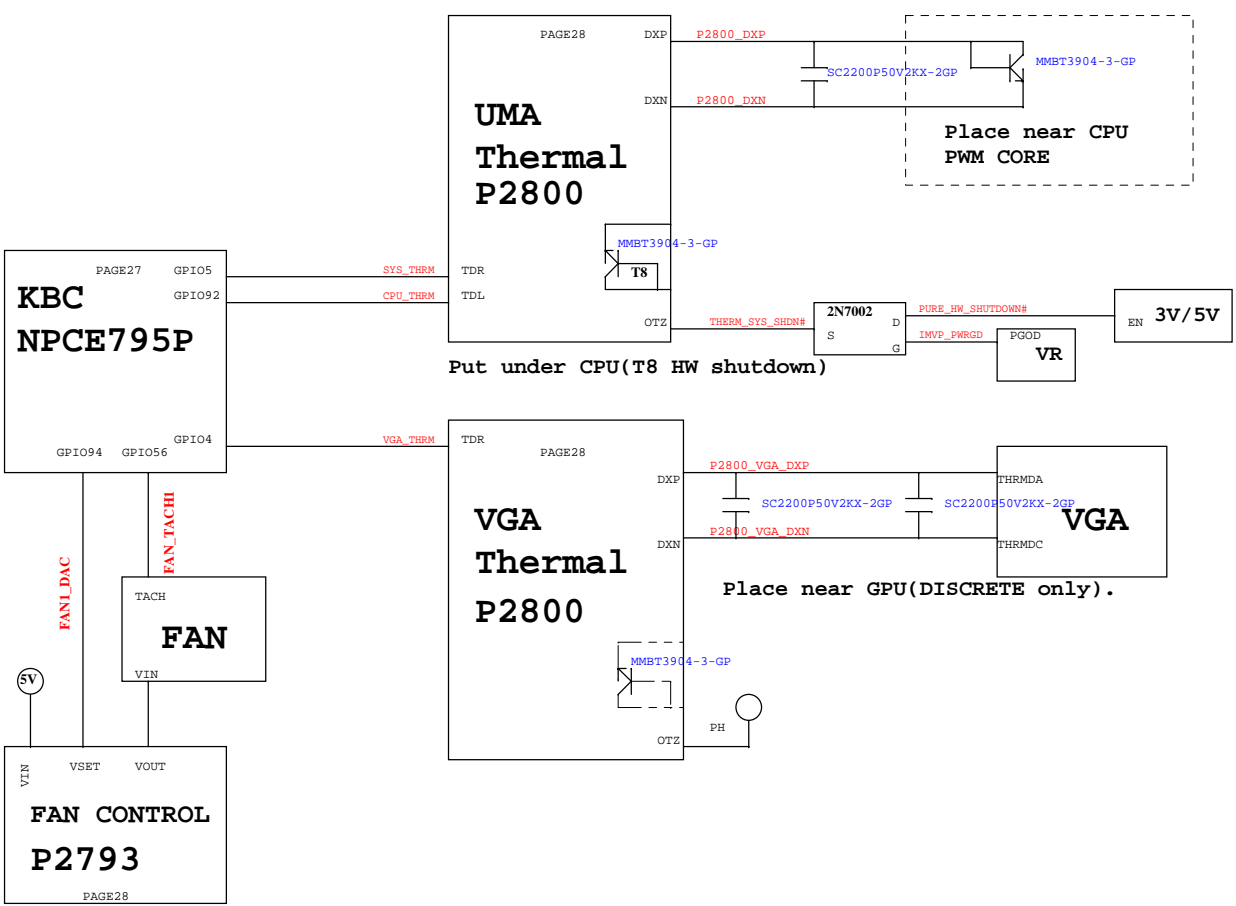 PAGE28
DXP
P2800_DXP
SC2200P50V2KX-2GP
MMBT3904-3-GP
DXN
P2800_DXN
UMA
Thermal
P2800
Place near CPU
PWM CORE
MMBT3904-3-GP
T8
PAGE27
GPIO5
SYS_THRM
TDR
KBC
NPCE795P
GPIO92
CPU_THRM
TDL
OTZ
THERM_SYS_SHDN#
2N7002
S
D
G
PURE_HW_SHUTDOWN#
IMVP_PWRGD
EN
3V/5V
PGOD
VR
Put under CPU(T8 HW shutdown)
GPIO94
GPIO56
GPIO4
VGA_THRM
TDR
PAGE28
DXP
P2800_VGA_DXP
THRMDA
SC2200P50V2KX-2GP
SC2200P50V2KX-2GP
VGA
Thermal
P2800
VGA
DXN
P2800_VGA_DXN
THRMDC
Place near GPU(DISCRETE only).
FAN1_DAC
FAN_TACH1
TACH
FAN
VIN
MMBT3904-3-GP
OTZ
PH
5V
VIN
VSET
VOUT
FAN CONTROL
P2793
PAGE28